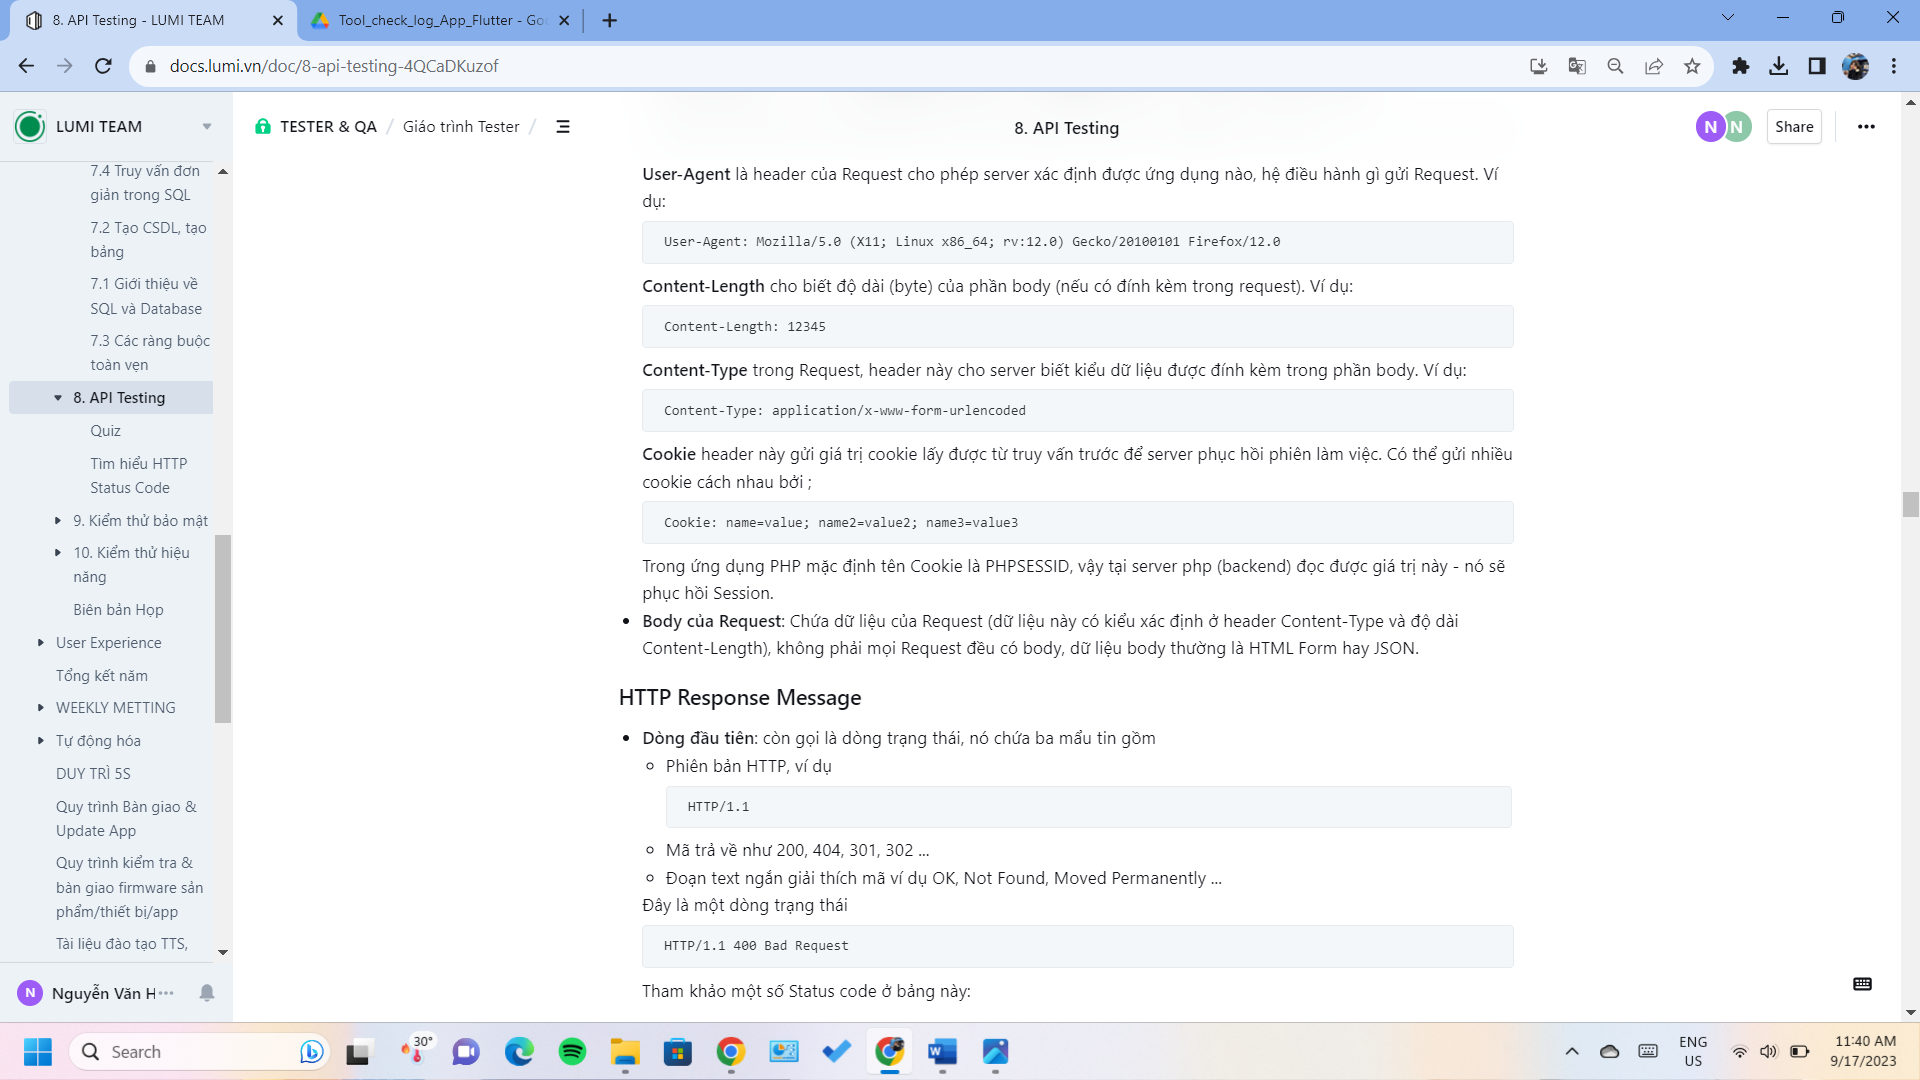 8. API Testing - LUMI TEAM
Tool_check_log_App_Flutter - Goo
docs.lumi.vn/doc/8-api-testing-4QCaDKuzof
LUMI TEAM
TESTER & QA / Giáo trình Tester /
8. API Testing
N
N
Share
7.4 Truy vấn đơn
giản trong SQL
7.2 Tạo CSDL, tạo
bảng
7.1 Giới thiệu về
SQL và Database
7.3 Các ràng buộc
toàn vẹn
8. API Testing
Quiz
Tìm hiểu HTTP
Status Code
9. Kiểm thử bảo mật
10. Kiểm thử hiệu
năng
Biên bản Họp
User Experience
Tổng kết năm
WEEKLY METTING
Tự động hóa
DUY TRÌ 5S
Quy trình Bàn giao &
Update App
Quy trình kiểm tra &
bàn giao firmware sản
phẩm/thiết bị/app
Tài liệu đào tạo TTS,
N
Nguyễn Văn H
User-Agent là header của Request cho phép server xác định được ứng dụng nào, hệ điều hành gì gửi Request. Ví
dụ:
User-Agent: Mozilla/5.0 (X11; Linux x86_64; rv:12.0) Gecko/20100101 Firefox/12.0
Content-Length cho biết độ dài (byte) của phần body (nếu có đính kèm trong request). Ví dụ:
Content-Length: 12345
Content-Type trong Request, header này cho server biết kiểu dữ liệu được đính kèm trong phần body. Ví dụ:
Content-Type: application/x-www-form-urlencoded
Cookie header này gửi giá trị cookie lấy được từ truy vấn trước để server phục hồi phiên làm việc. Có thể gửi nhiều
cookie cách nhau bởi ;
Cookie: name=value; name2=value2; name3=value3
Trong ứng dụng PHP mặc định tên Cookie là PHPSESSID, vậy tại server php (backend) đọc được giá trị này - nó sẽ
phục hồi Session.
Body của Request: Chứa dữ liệu của Request (dữ liệu này có kiểu xác định ở header Content-Type và độ dài
Content-Length), không phải mọi Request đều có body, dữ liệu body thường là HTML Form hay JSON.
HTTP Response Message
Dòng đầu tiên: còn gọi là dòng trạng thái, nó chứa ba mẩu tin gồm
Phiên bản HTTP, ví dụ
HTTP/1.1
Mã trả về như 200, 404, 301, 302 ...
Đoạn text ngắn giải thích mã ví dụ OK, Not Found, Moved Permanently ...
Đây là một dòng trạng thái
HTTP/1.1 400 Bad Request
Tham khảo một số Status code ở bảng này:
Search
30°
ENG
US
11:40 AM
9/17/2023